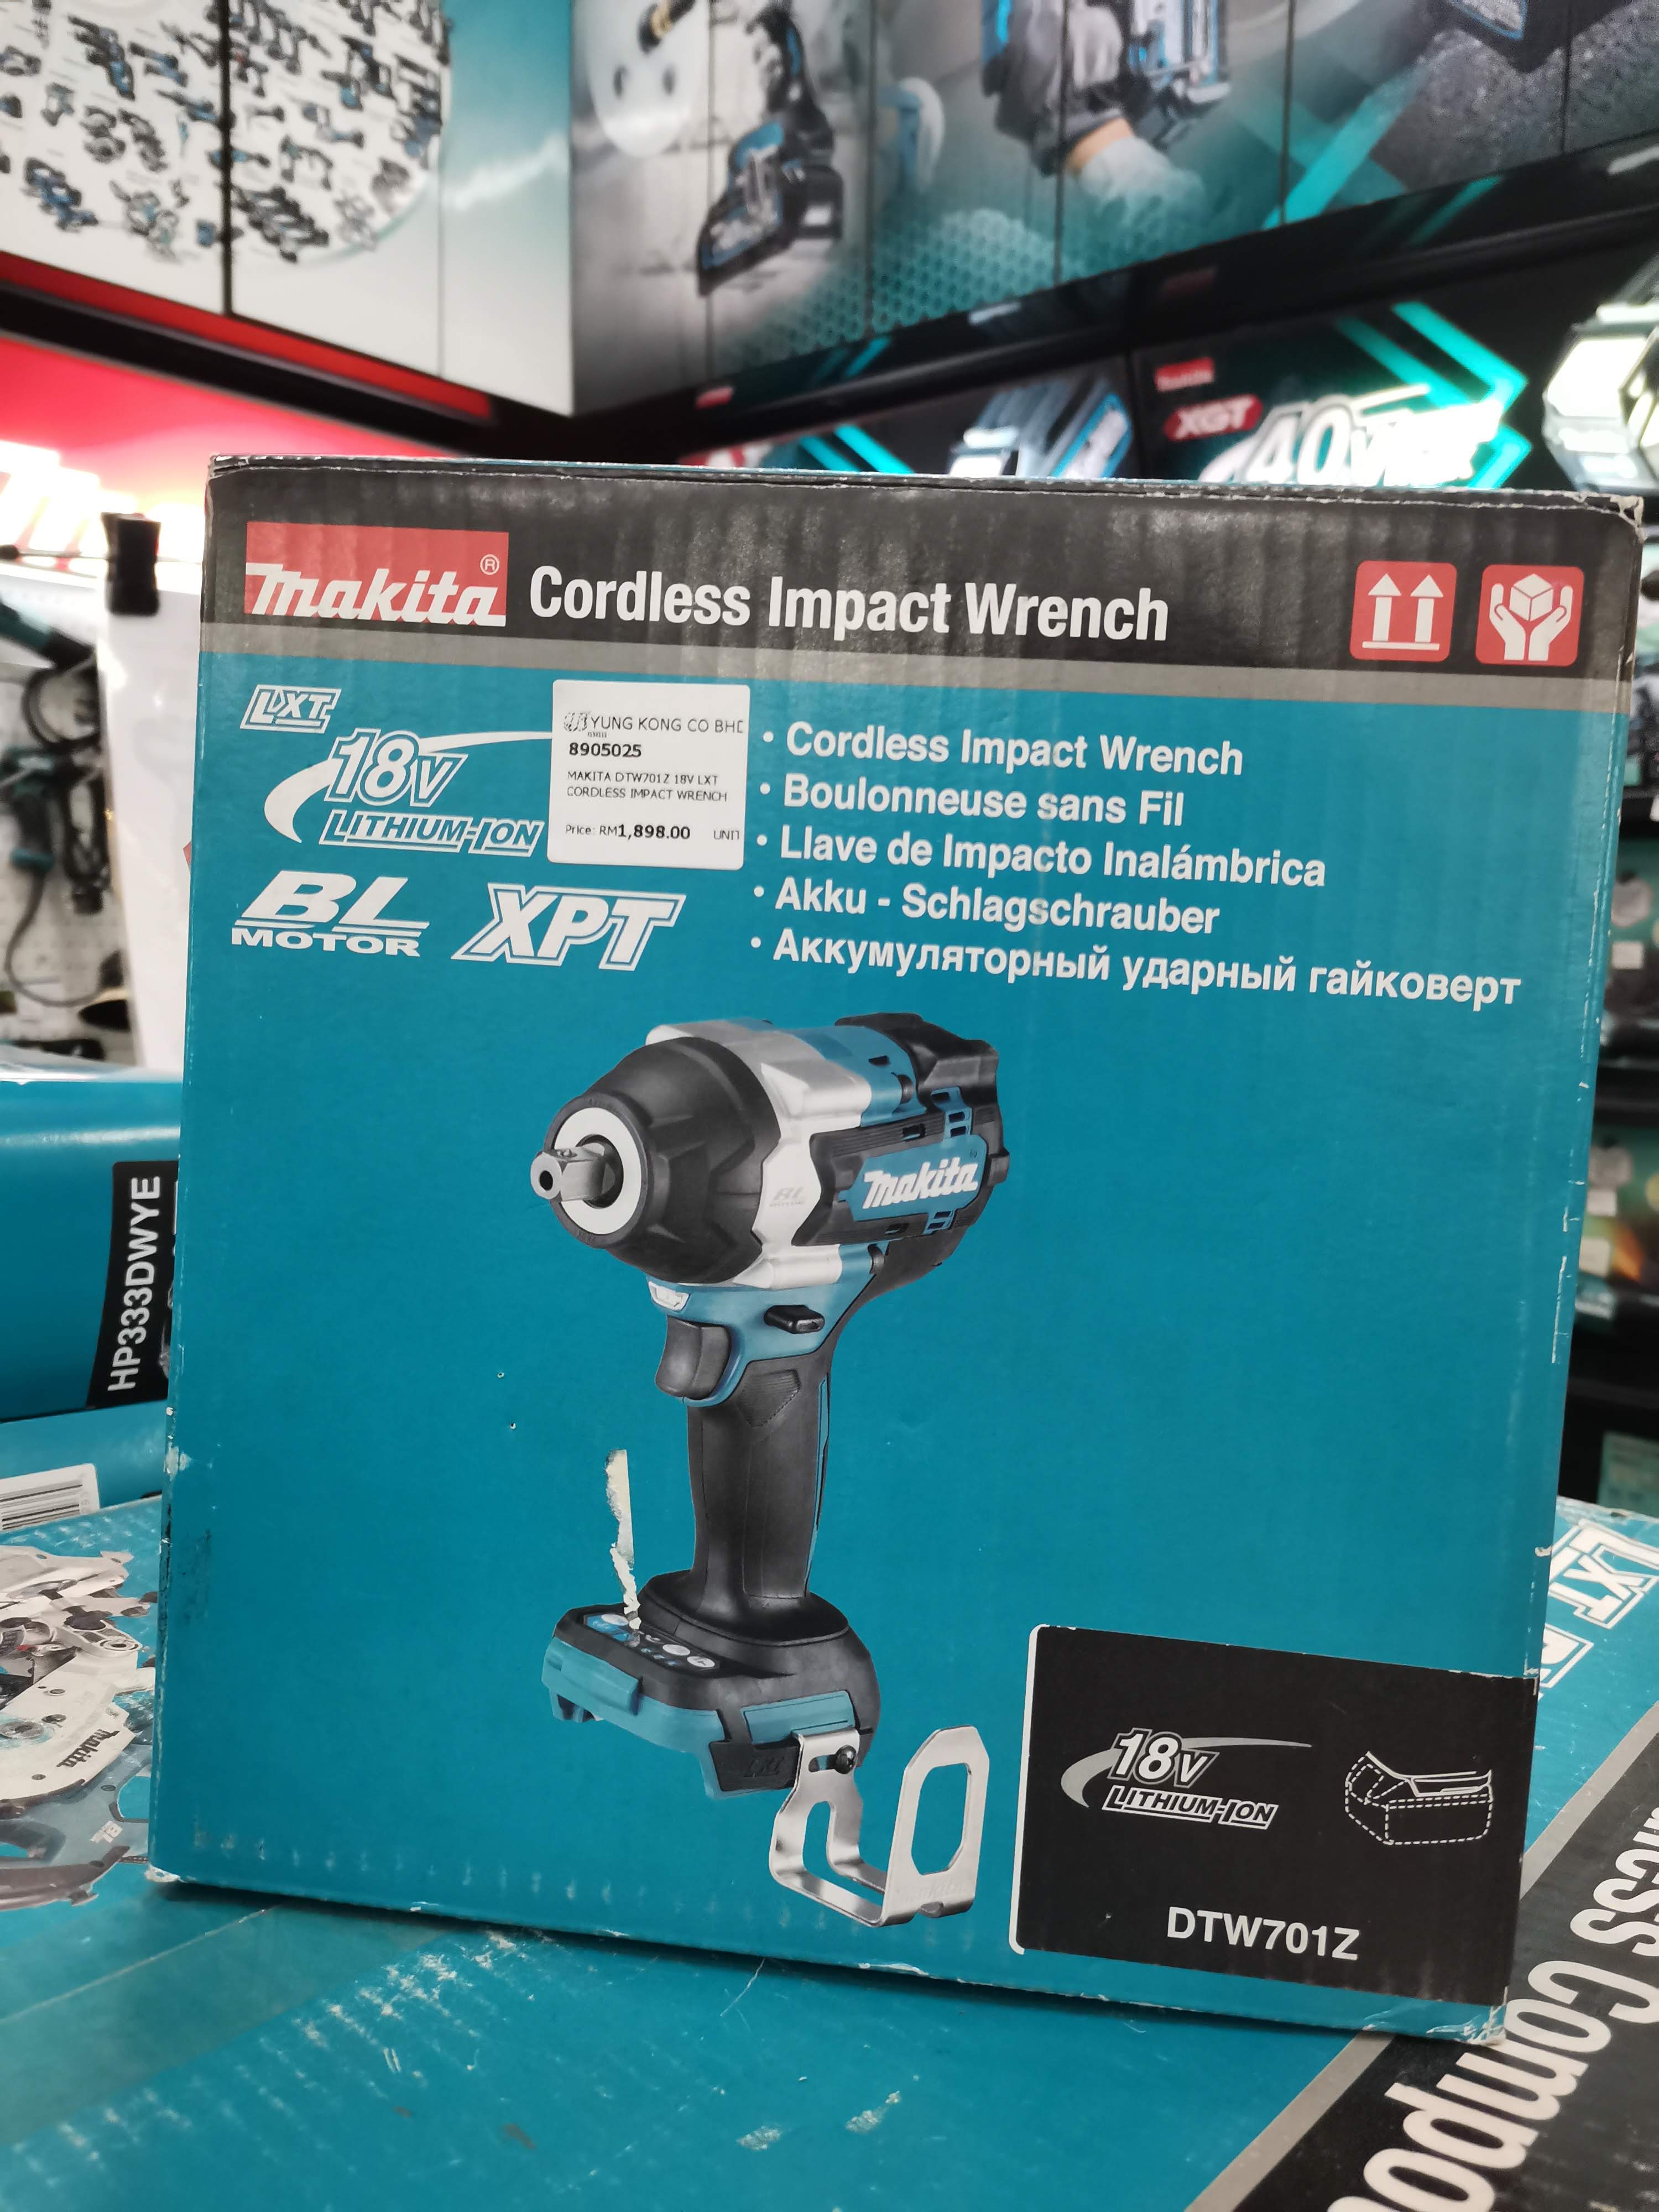 XGT
makita® Cordless Impact Wrench
LXT
18V
LITHIUM-ION
BL
MOTOR
XPT
YUNG KONG CO BHD
8905025
MAKITA DTW701Z 18V LXT
CORDLESS IMPACT WRENCH
Price: RM1,898.00 UNIT
• Cordless Impact Wrench
• Boulonneuse sans Fil
• Llave de Impacto Inalámbrica
• Akku - Schlagschrauber
• Аккумуляторный ударный гайковерт
makita
BL
HP333DWYE
18V
LITHIUM-ION
DTW701Z
makita
LXT